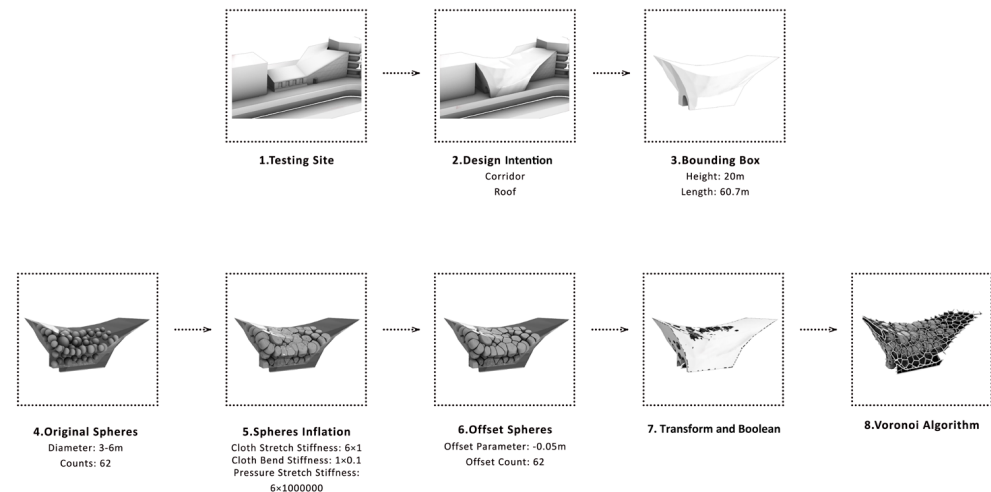 1.Testing Site
2.Design Intention
Corridor
Roof
3.Bounding Box
Height: 20m
Length: 60.7m
4.Original Spheres
Diameter: 3-6m
Counts: 62
5.Spheres Inflation
Cloth Stretch Stiffness: 6×1
Cloth Bend Stiffness: 1×0.1
Pressure Stretch Stiffness:
6×1000000
6.Offset Spheres
Offset Parameter: -0.05m
Offset Count: 62
7. Transform and Boolean
8.Voronoi Algorithm